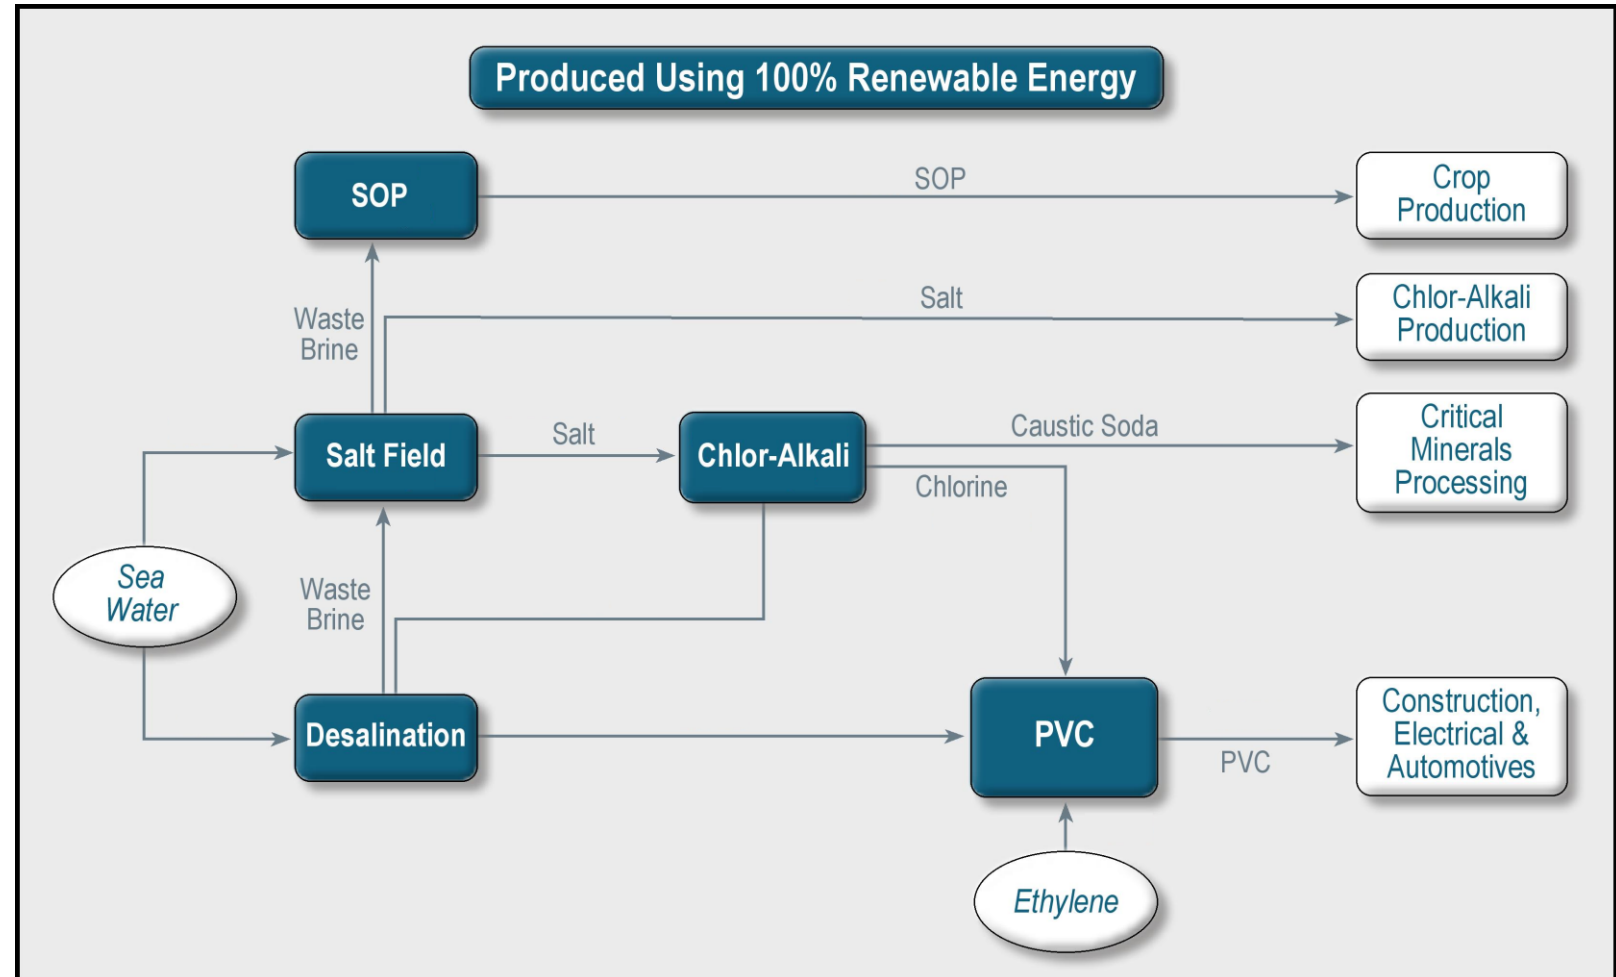 Produced Using 100% Renewable Energy
SOP
SOP
Crop
Production
Waste
Brine
Salt
Chlor-Alkali
Production
Salt Field
Salt
Chlor-Alkali
Caustic Soda
Chlorine
Critical
Minerals
Processing
Sea
Water
Waste
Brine
Desalination
PVC
PVC
Construction,
Electrical &
Automotives
Ethylene